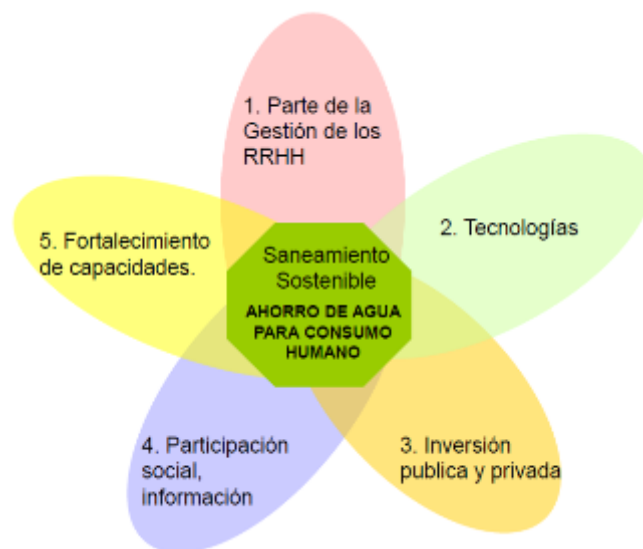 1. Parte de la
Gestión de los
RRHH
2. Tecnologías
5. Fortalecimiento
de capacidades.
Saneamiento
Sostenible
AHORRO DE AGUA
PARA CONSUMO
HUMANO
4. Participación
social,
información
3. Inversión
publica y privada